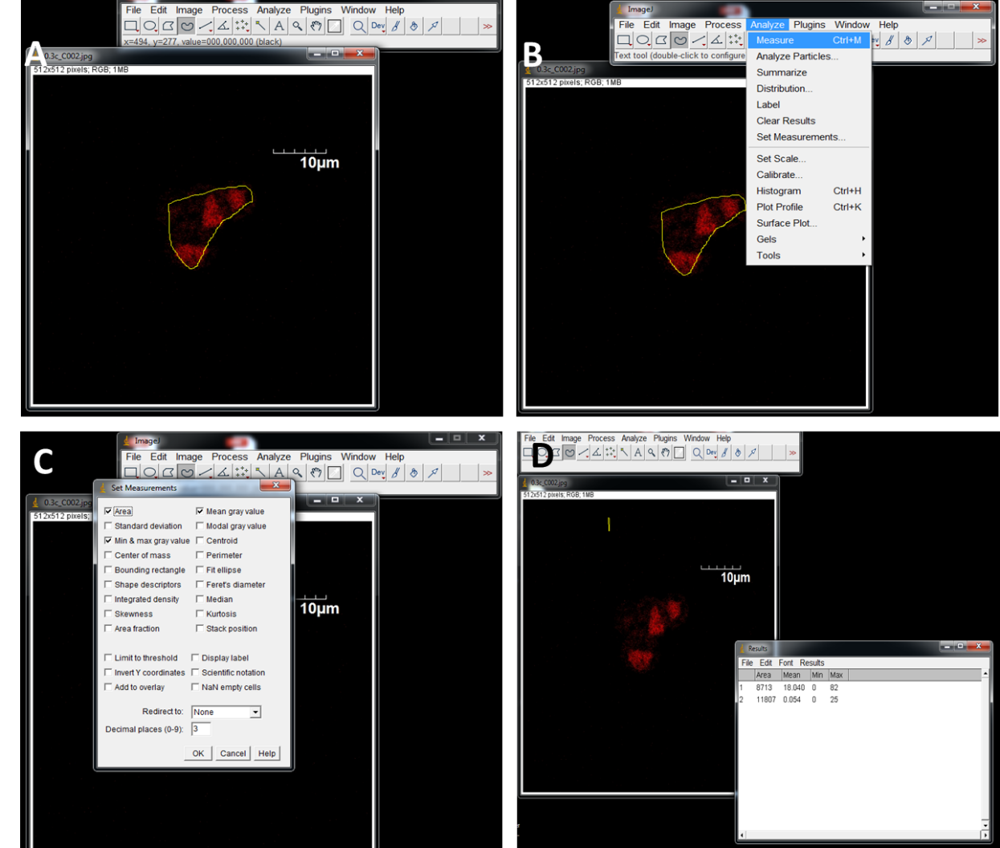 File Edit Image Process Analyze Plugins Window Help
Dev
A
>>
x=494, y=277, value=000,000,000 (black)
A
0.3c_C002.jpg
512x512 pixels; RGB; 1MB
10µm
ImageJ
File Edit Image Process Analyze Plugins Window Help
>>
Text tool (double-click to configure
B
0.3c_C002.jpg
512x512 pixels; RGB; 1MB
Measure Ctrl+M
Analyze Particles...
Summarize
Distribution...
Label
Clear Results
Set Measurements...
Set Scale...
Calibrate...
Histogram Ctrl+H
Plot Profile Ctrl+K
Surface Plot...
Gels
Tools
C
ImageJ
File Edit Image Process Analyze Plugins Window Help
A Dev >>
0.3c_C002.jpg
512x512 pixels;
Set Measurements
Area Mean gray value
Standard deviation Modal gray value
Min & max gray value Centroid
Center of mass Perimeter
Bounding rectangle Fit ellipse
Shape descriptors Feret's diameter
Integrated density Median
Skewness Kurtosis
Area fraction Stack position
Limit to threshold Display label
Invert Y coordinates Scientific notation
Add to overlay NaN empty cells
Redirect to: None
Decimal places (0-9): 3
OK Cancel Help
10µm
File Edit Image Process Analyze Plugins Window Help
D
A Dev >>
0.3c_C002.jpg
512x512 pixels; RGB; 1MB
10µm
Results
File Edit Font Results
Area Mean Min Max
1 8713 18.040 0 82
2 11807 0.054 0 25